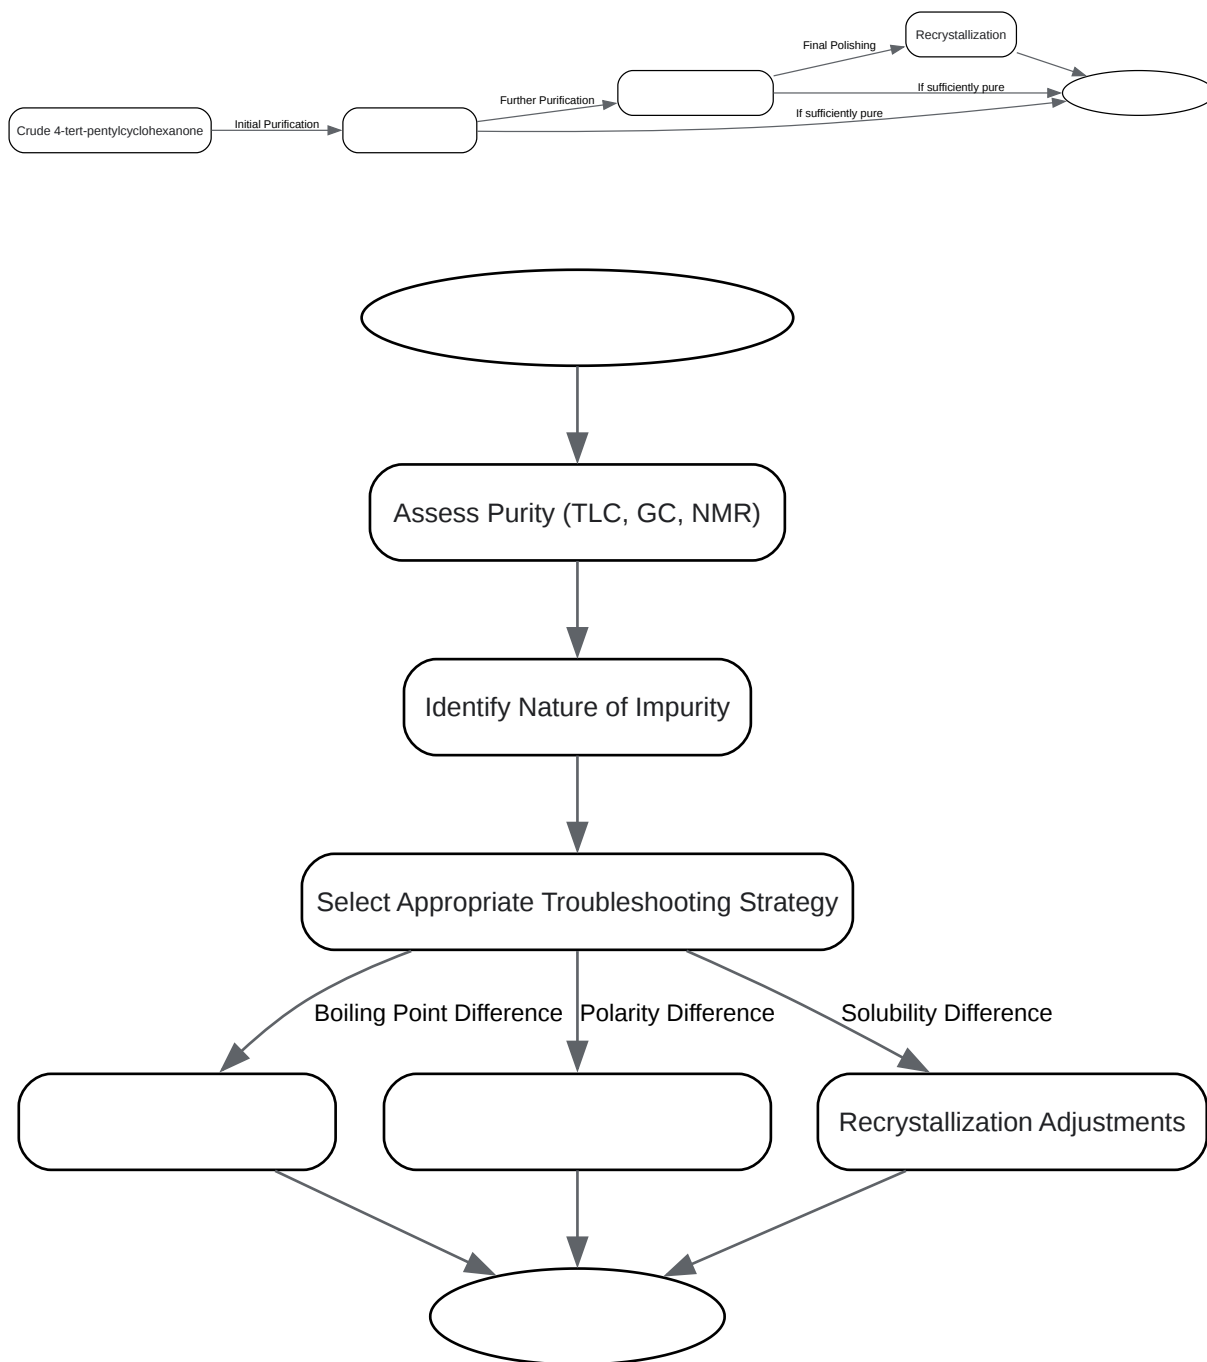 Recrystallization
Final Polishing
If sufficiently pure
Further Purification
If sufficiently pure
Initial Purification
Crude 4-tert-pentylcyclohexanone
Assess Purity (TLC, GC, NMR)
Identify Nature of Impurity
Select Appropriate Troubleshooting Strategy
Boiling Point Difference
Polarity Difference
Solubility Difference
Recrystallization Adjustments